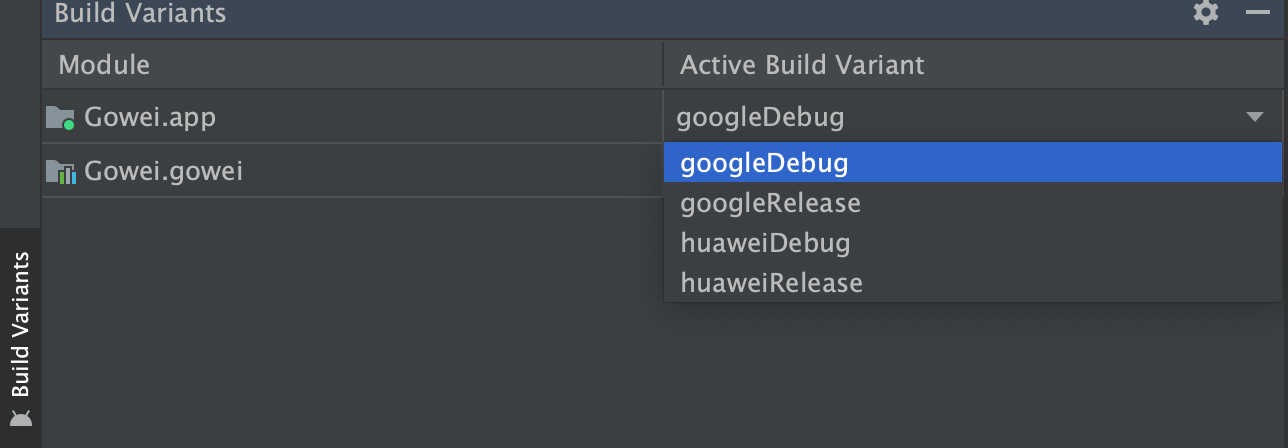 Build Variants
Module
Active Build Variant
Gowei.app
googleDebug
Gowei.gowei
googleDebug
googleRelease
huaweiDebug
huaweiRelease
Build Variants